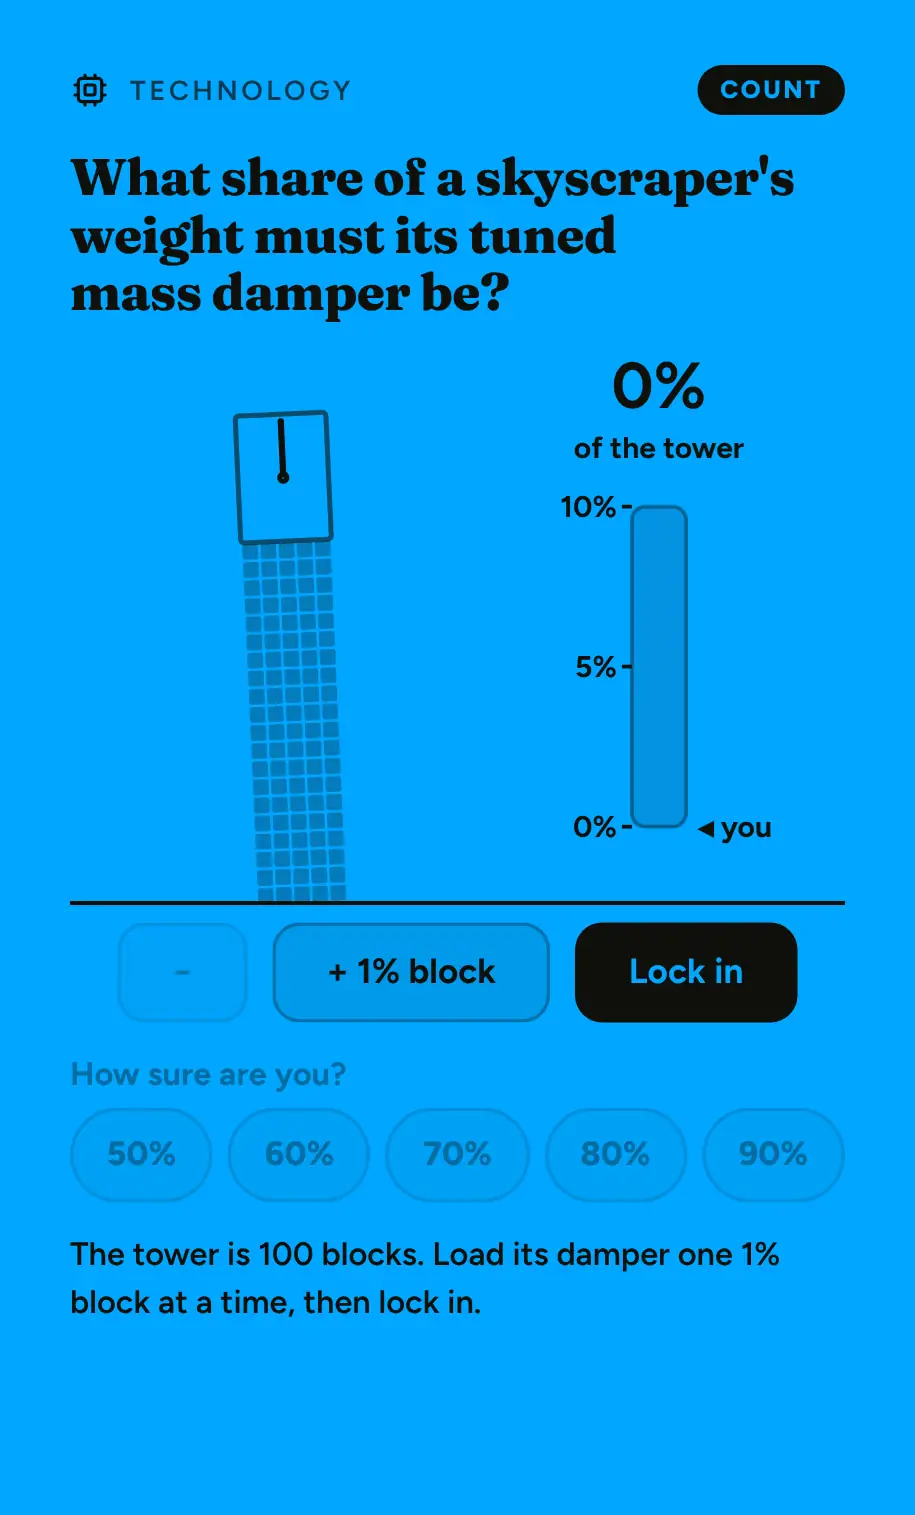 TECHNOLOGY
COUNT
What share of a skyscraper's
weight must its tuned
mass damper be?
0%
of the tower
10%
5%
0%
◄ you
–
+ 1% block
Lock in
How sure are you?
50%
60%
70%
80%
90%
The tower is 100 blocks. Load its damper one 1%
block at a time, then lock in.